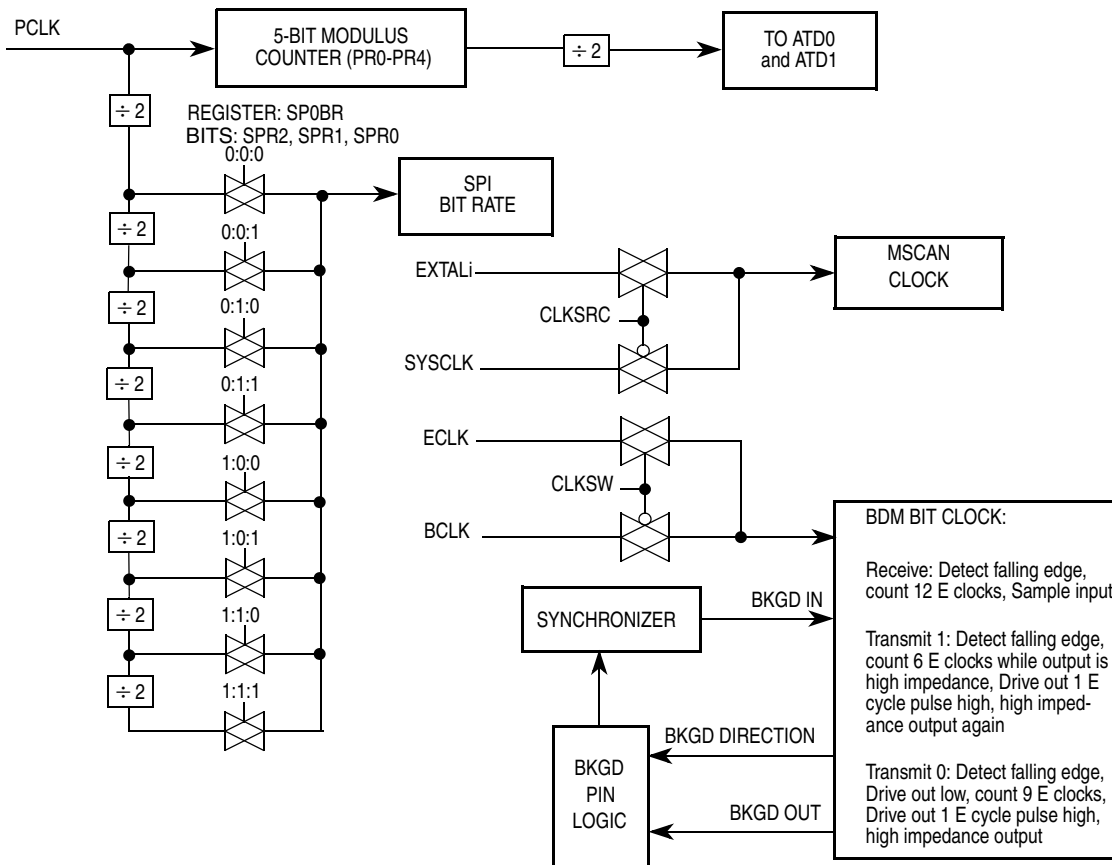 PCLK
5-BIT MODULUS
COUNTER (PR0-PR4)
÷ 2
TO ATD0
and ATD1
÷ 2
REGISTER: SP0BR
BITS: SPR2, SPR1, SPR0
0:0:0
SPI
BIT RATE
÷ 2
0:0:1
EXTALi
MSCAN
CLOCK
÷ 2
0:1:0
CLKSRC
SYSCLK
÷ 2
0:1:1
ECLK
÷ 2
1:0:0
CLKSW
BCLK
÷ 2
1:0:1
BDM BIT CLOCK:
Receive: Detect falling edge,
count 12 E clocks, Sample input
Transmit 1: Detect falling edge,
count 6 E clocks while output is
high impedance, Drive out 1 E
cycle pulse high, high imped-
ance output again
Transmit 0: Detect falling edge,
Drive out low, count 9 E clocks,
Drive out 1 E cycle pulse high,
high impedance output
BKGD IN
SYNCHRONIZER
÷ 2
1:1:0
÷ 2
1:1:1
BKGD DIRECTION
BKGD
PIN
LOGIC
BKGD OUT